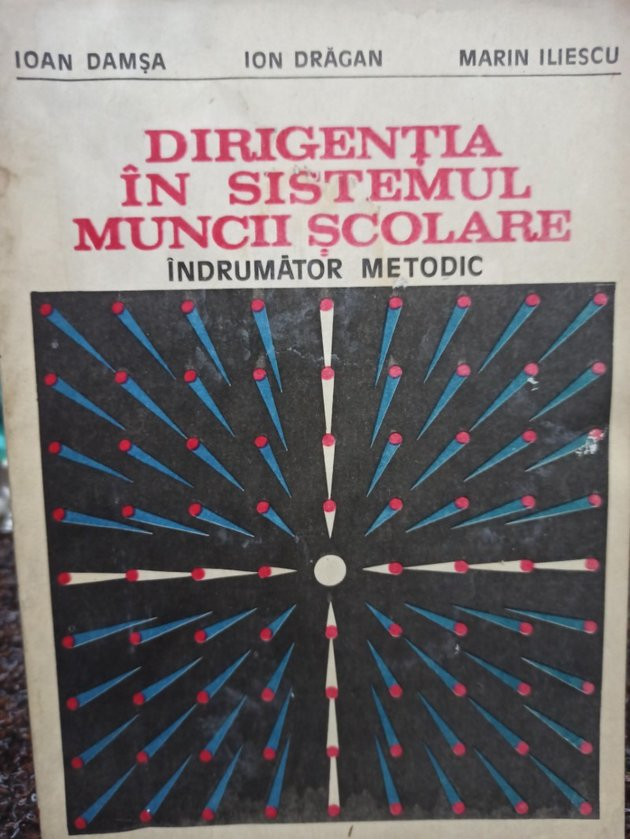 IOAN DAMȘA ION DRĂGAN MARIN ILIESCU
DIRIGENȚIA
ÎN SISTEMUL
MUNCII ȘCOLARE
ÎNDRUMĂTOR METODIC